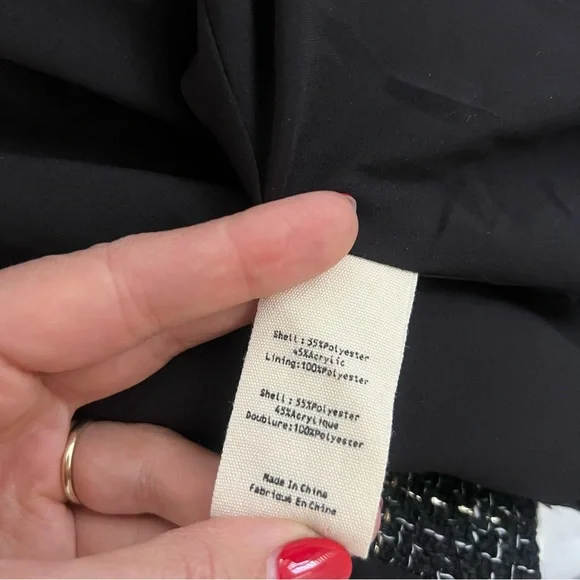 Shell : 55%Polyester
45%Acrylic
Lining:100%Polyester
Shell : 55%Polyester
45%Acrylique
Doublure:100%Polyester
Made In China
Fabriqué En Chine